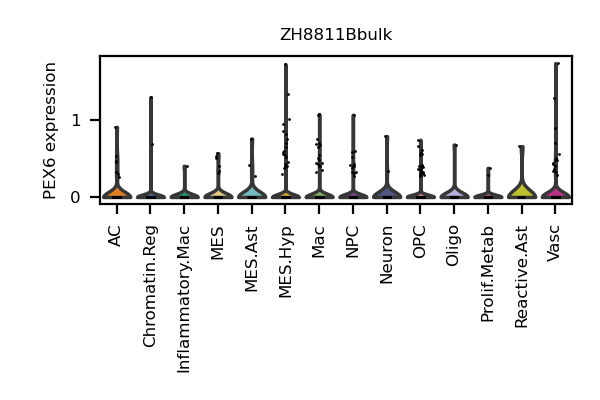 ZH8811Bbulk
PEX6 expression
1
0
AC
Chromatin.Reg
Inflammatory.Mac
MES
MES.Ast
MES.Hyp
Mac
NPC
Neuron
OPC
Oligo
Prolif.Metab
Reactive.Ast
Vasc